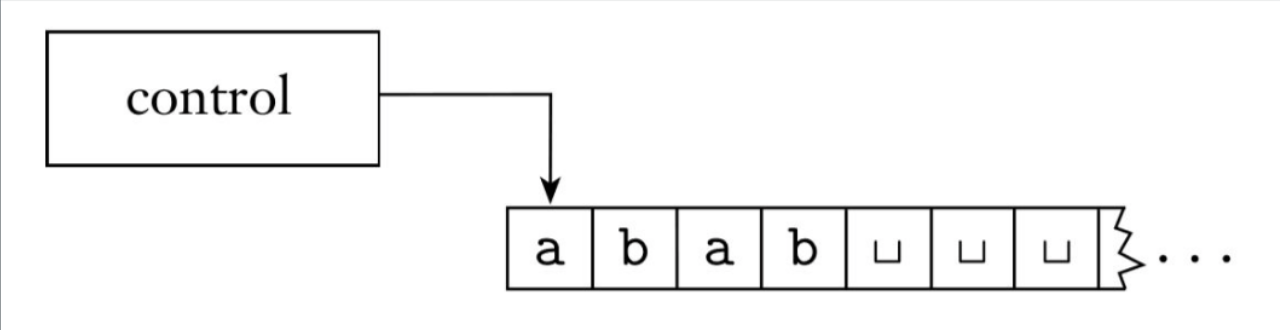 control
a b a b ⊔ ⊔ ⊔ ...